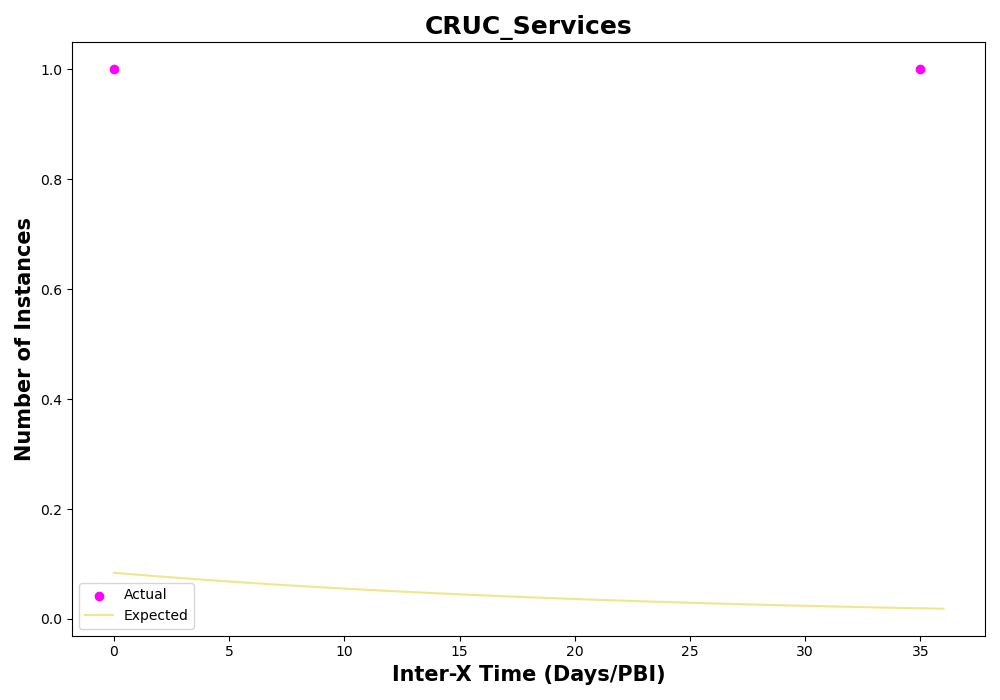 CRUC_Services
Number of Instances
1.0
0.8
0.6
0.4
0.2
0.0
Actual
Expected
0 5 10 15 20 25 30 35
Inter-X Time (Days/PBI)